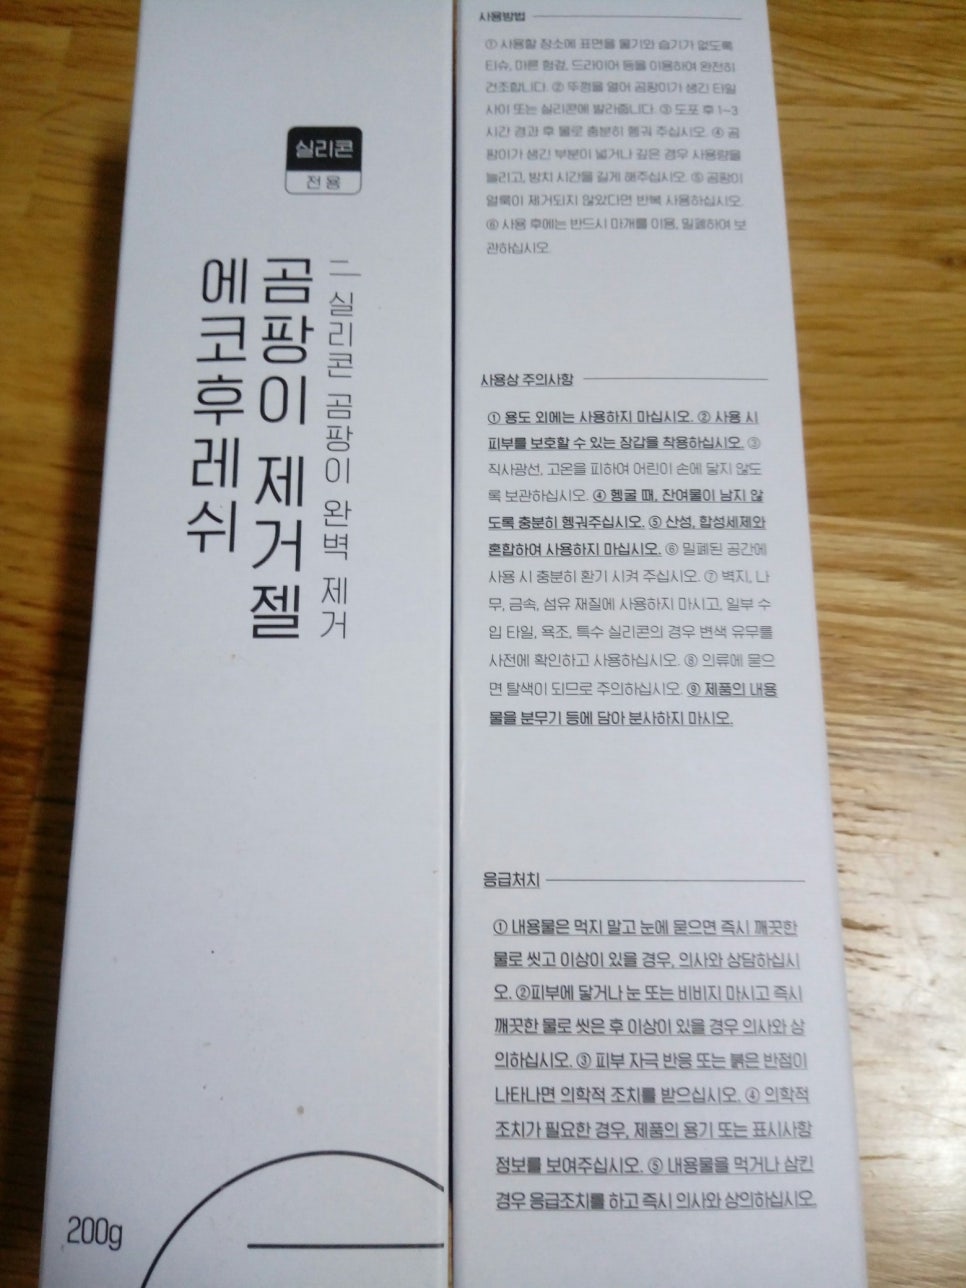 실리콘
전용
실리콘 곰팡이 완벽 제거
곰팡이 제거젤
에코후레쉬
200g
사용방법
① 사용할 장소에 표면을 물기와 습기가 없도록
티슈, 마른 헝겊, 드라이어 등을 이용하여 완전히
건조합니다. ② 뚜껑을 열어 곰팡이가 생긴 타일
사이 또는 실리콘에 발라줍니다. ③ 도포 후 1~3
시간 경과 후 물로 충분히 헹궈 주십시오. ④ 곰
팡이가 생긴 부분이 넓거나 깊은 경우 사용량을
늘리고, 방치 시간을 길게 해주십시오. ⑤ 곰팡이
얼룩이 제거되지 않았다면 반복 사용하십시오.
⑥ 사용 후에는 반드시 마개를 이용, 밀폐하여 보
관하십시오.
사용상 주의사항
① 용도 외에는 사용하지 마십시오. ② 사용 시
피부를 보호할 수 있는 장갑을 착용하십시오. ③
직사광선, 고온을 피하여 어린이 손에 닿지 않도
록 보관하십시오. ④ 헹굴 때, 잔여물이 남지 않
도록 충분히 헹궈주십시오. ⑤ 산성, 합성세제와
혼합하여 사용하지 마십시오. ⑥ 밀폐된 공간에
사용 시 충분히 환기 시켜 주십시오. ⑦ 벽지, 나
무, 금속, 섬유 재질에 사용하지 마시고, 일부 수
입 타일, 욕조, 특수 실리콘의 경우 변색 유무를
사전에 확인하고 사용하십시오. ⑧ 의류에 묻으
면 탈색이 되므로 주의하십시오. ⑨ 제품의 내용
물을 분무기 등에 담아 분사하지 마시오.
응급처치
① 내용물은 먹지 말고 눈에 묻으면 즉시 깨끗한
물로 씻고 이상이 있을 경우, 의사와 상담하십시
오. ②피부에 닿거나 눈 또는 비비지 마시고 즉시
깨끗한 물로 씻은 후 이상이 있을 경우 의사와 상
의하십시오. ③ 피부 자극 반응 또는 붉은 반점이
나타나면 의학적 조치를 받으십시오. ④ 의학적
조치가 필요한 경우, 제품의 용기 또는 표시사항
정보를 보여주십시오. ⑤ 내용물을 먹거나 삼킨
경우 응급조치를 하고 즉시 의사와 상의하십시오.